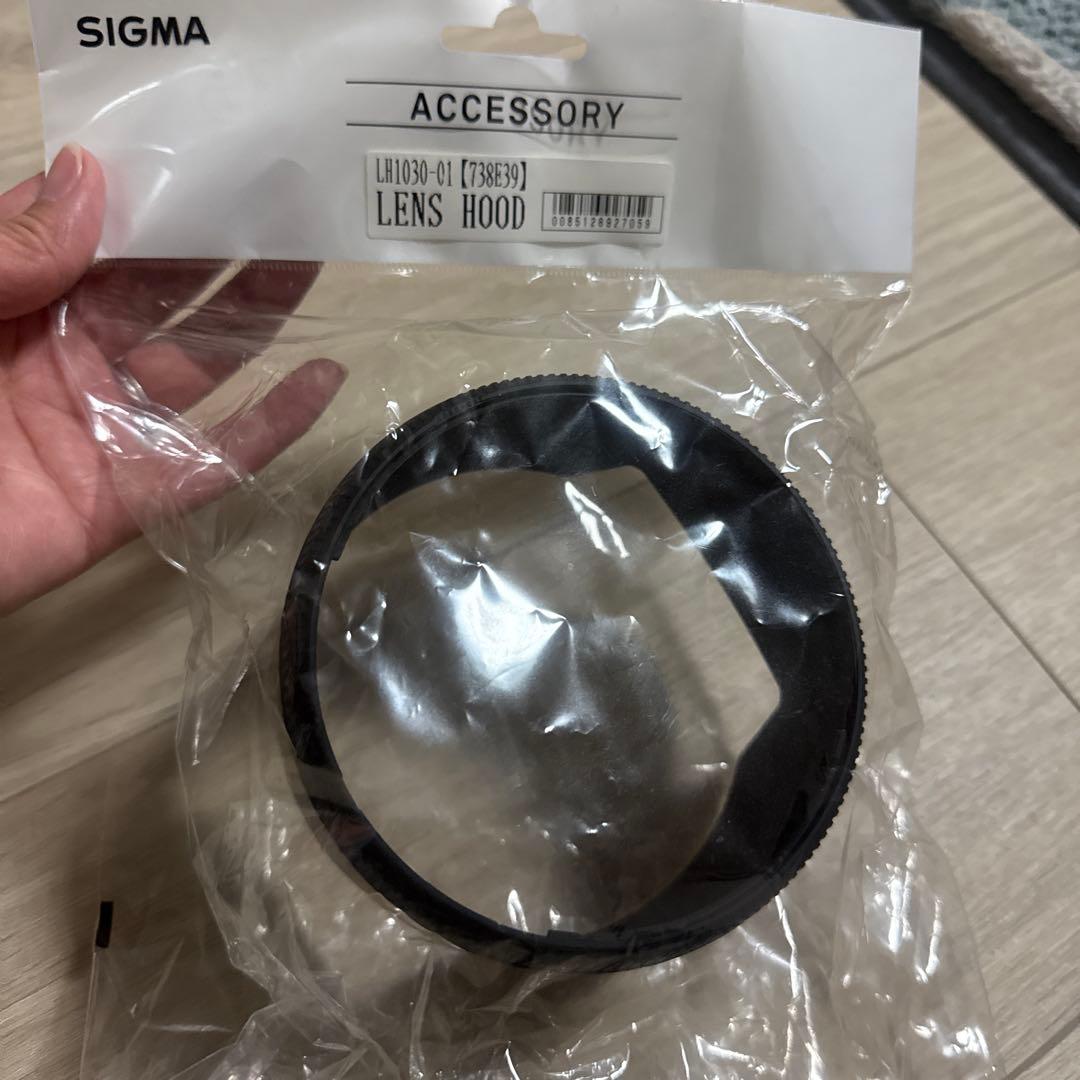 SIGMA
ACCESSORY
LH1030-01【738E39】
LENS HOOD
0085126927059